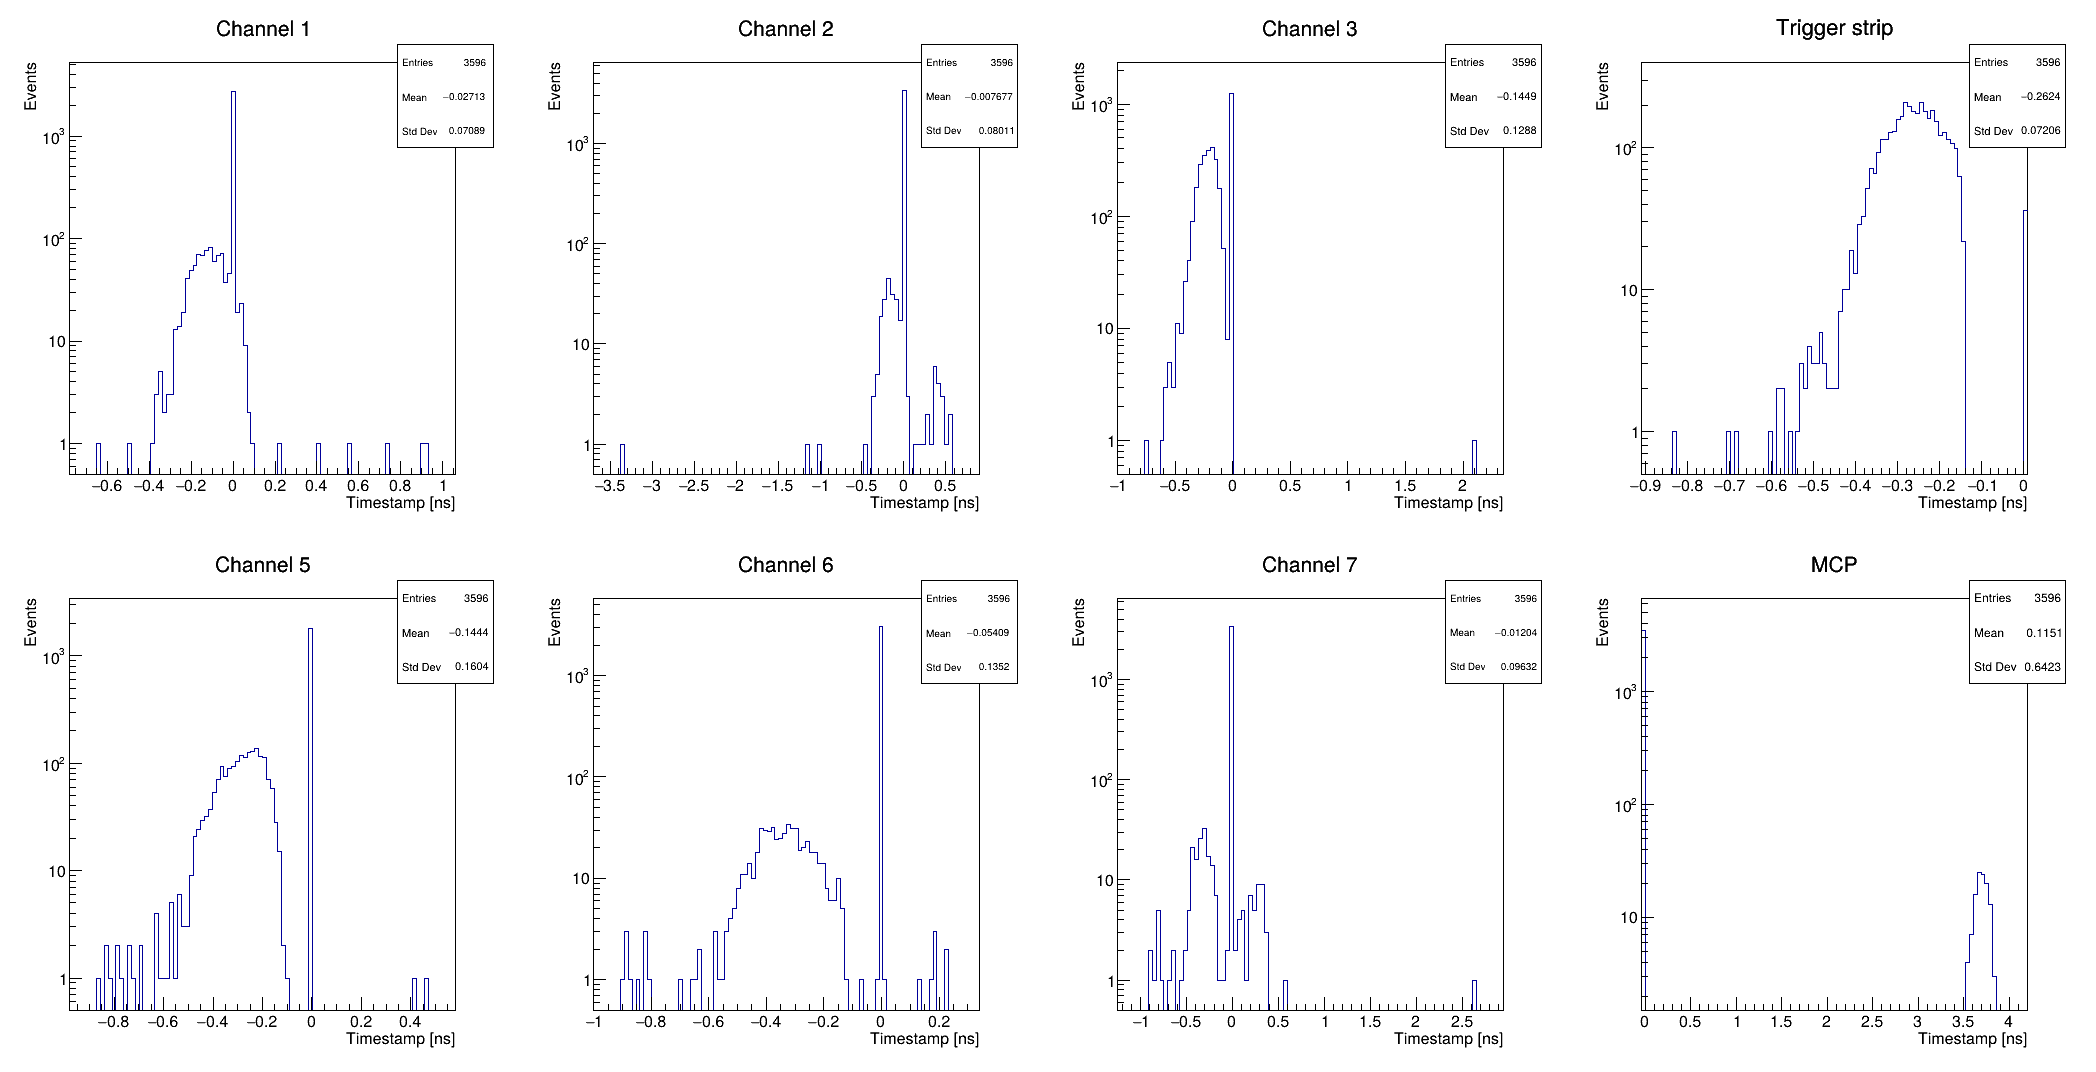 Channel 1
Events
Entries 3596
Mean −0.02713
Std Dev 0.07089
10³
10²
10
1
−0.6 −0.4 −0.2 0 0.2 0.4 0.6 0.8 1
Timestamp [ns]
Channel 2
Events
Entries 3596
Mean −0.007677
Std Dev 0.08011
10³
10²
10
1
−3.5 −3 −2.5 −2 −1.5 −1 −0.5 0 0.5
Timestamp [ns]
Channel 3
Events
Entries 3596
Mean −0.1449
Std Dev 0.1288
10³
10²
10
1
−1 −0.5 0 0.5 1 1.5 2
Timestamp [ns]
Trigger strip
Events
Entries 3596
Mean −0.2624
Std Dev 0.07206
10²
10
1
−0.9 −0.8 −0.7 −0.6 −0.5 −0.4 −0.3 −0.2 −0.1 0
Timestamp [ns]
Channel 5
Events
Entries 3596
Mean −0.1444
Std Dev 0.1604
10³
10²
10
1
−0.8 −0.6 −0.4 −0.2 0 0.2 0.4
Timestamp [ns]
Channel 6
Events
Entries 3596
Mean −0.05409
Std Dev 0.1352
10³
10²
10
1
−1 −0.8 −0.6 −0.4 −0.2 0 0.2
Timestamp [ns]
Channel 7
Events
Entries 3596
Mean −0.01204
Std Dev 0.09632
10³
10²
10
1
−1 −0.5 0 0.5 1 1.5 2 2.5
Timestamp [ns]
MCP
Events
Entries 3596
Mean 0.1151
Std Dev 0.6423
10³
10²
10
0 0.5 1 1.5 2 2.5 3 3.5 4
Timestamp [ns]